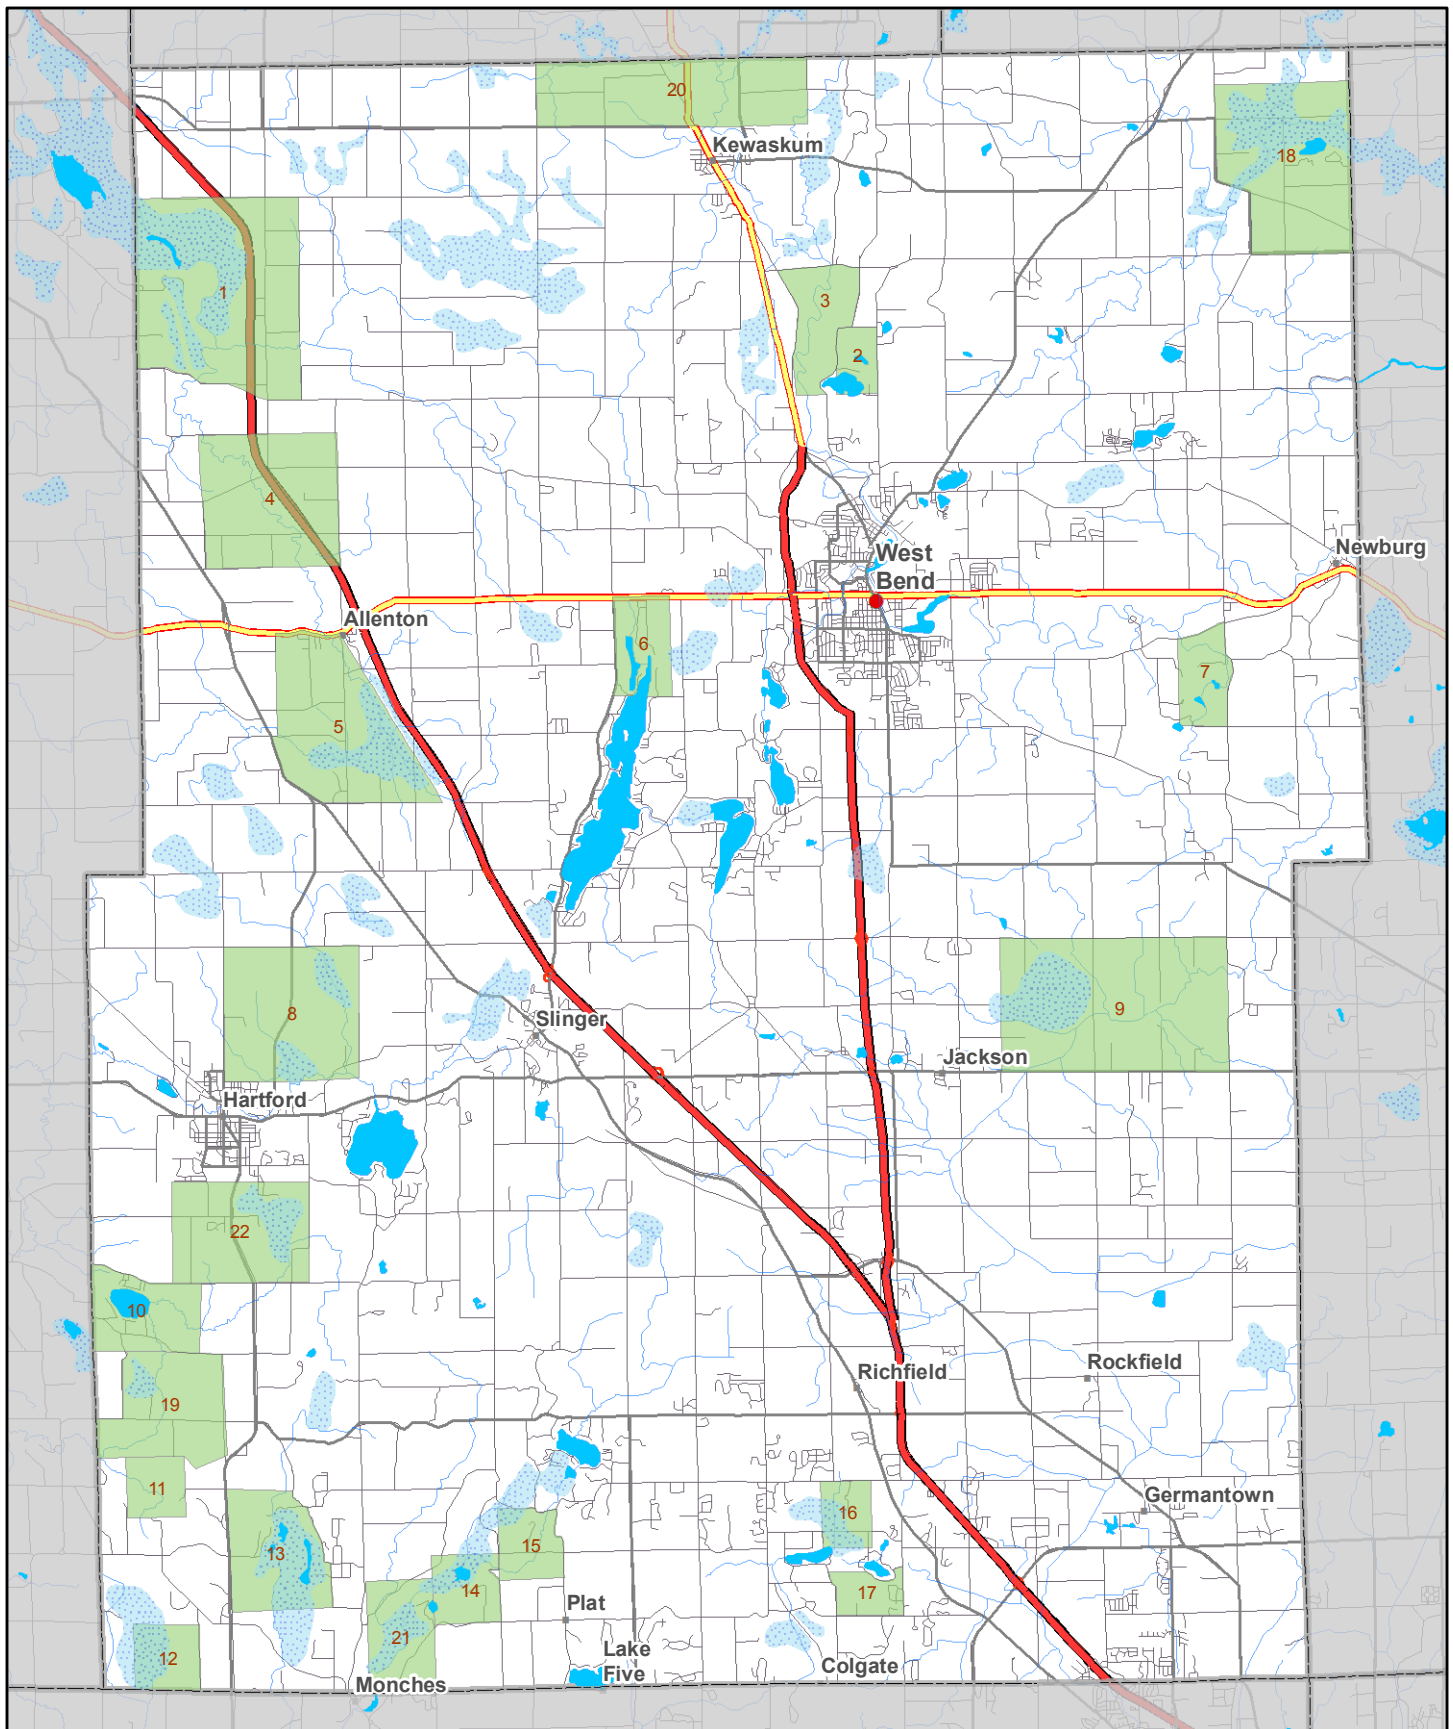 20
Kewaskum
18
1
3
2
4
West
Bend
Newburg
Allenton
6
7
5
8
9
Slinger
Jackson
Hartford
22
10
Richfield
Rockfield
19
11
Germantown
16
13
15
14
17
Plat
21
Lake
Five
12
Colgate
Monches